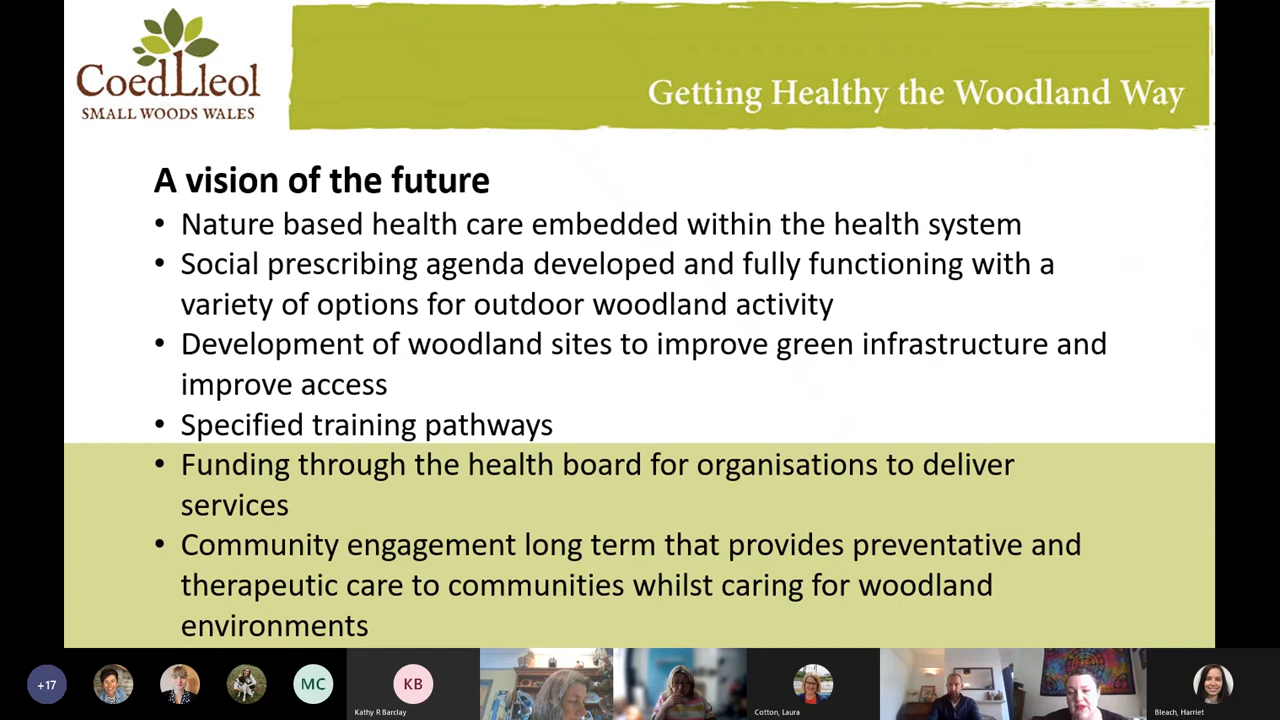 CoedLleol
SMALL WOODS WALES
Getting Healthy the Woodland Way
A vision of the future
• Nature based health care embedded within the health system
• Social prescribing agenda developed and fully functioning with a
variety of options for outdoor woodland activity
• Development of woodland sites to improve green infrastructure and
improve access
• Specified training pathways
• Funding through the health board for organisations to deliver
services
• Community engagement long term that provides preventative and
therapeutic care to communities whilst caring for woodland
environments
+17
MC
KB
Kathy R Barclay
Cotton, Laura
Bleach, Harriet